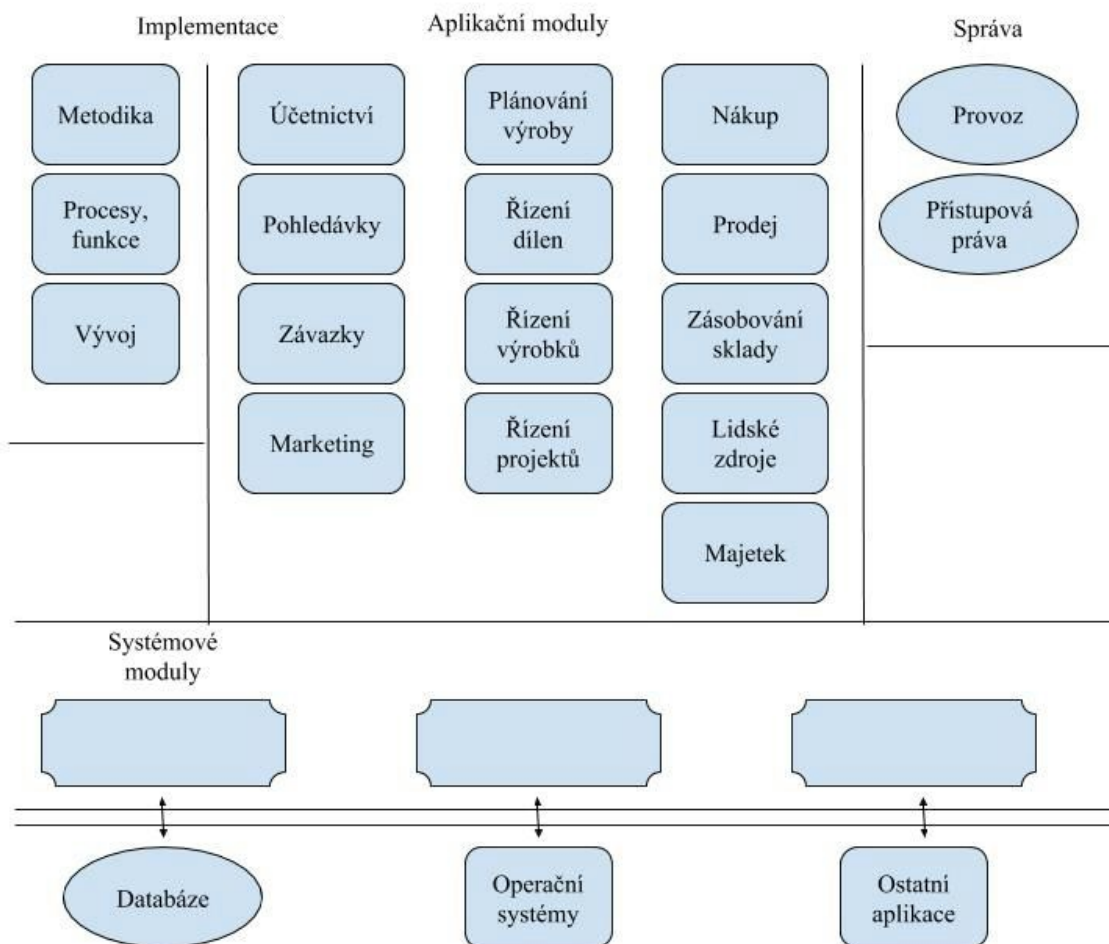 Implementace
Aplikační moduly
Správa
Metodika
Procesy,
funkce
Vývoj
Účetnictví
Pohledávky
Závazky
Marketing
Plánování
výroby
Řízení
dílen
Řízení
výrobků
Řízení
projektů
Nákup
Prodej
Zásobování
sklady
Lidské
zdroje
Majetek
Provoz
Přístupová
práva
Systémové
moduly
Databáze
Operační
systémy
Ostatní
aplikace